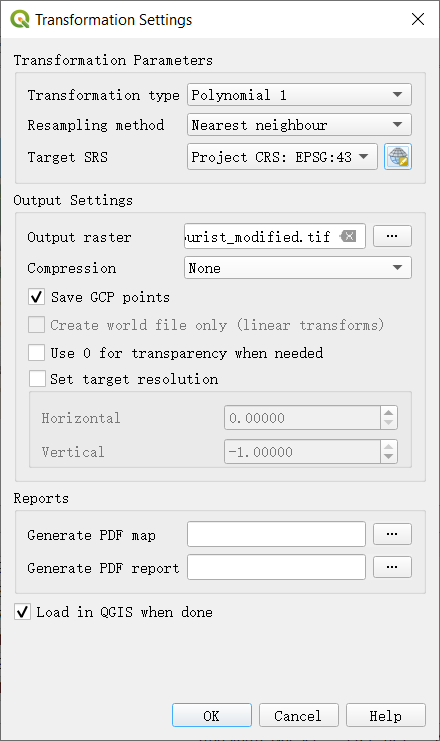 Transformation Settings
Transformation Parameters
Transformation type Polynomial 1
Resampling method Nearest neighbour
Target SRS Project CRS: EPSG:43
Output Settings
Output raster ourist_modified.tif ...
Compression None
Save GCP points
Create world file only (linear transforms)
Use 0 for transparency when needed
Set target resolution
Horizontal 0.00000
Vertical -1.00000
Reports
Generate PDF map ...
Generate PDF report ...
Load in QGIS when done
OK Cancel Help